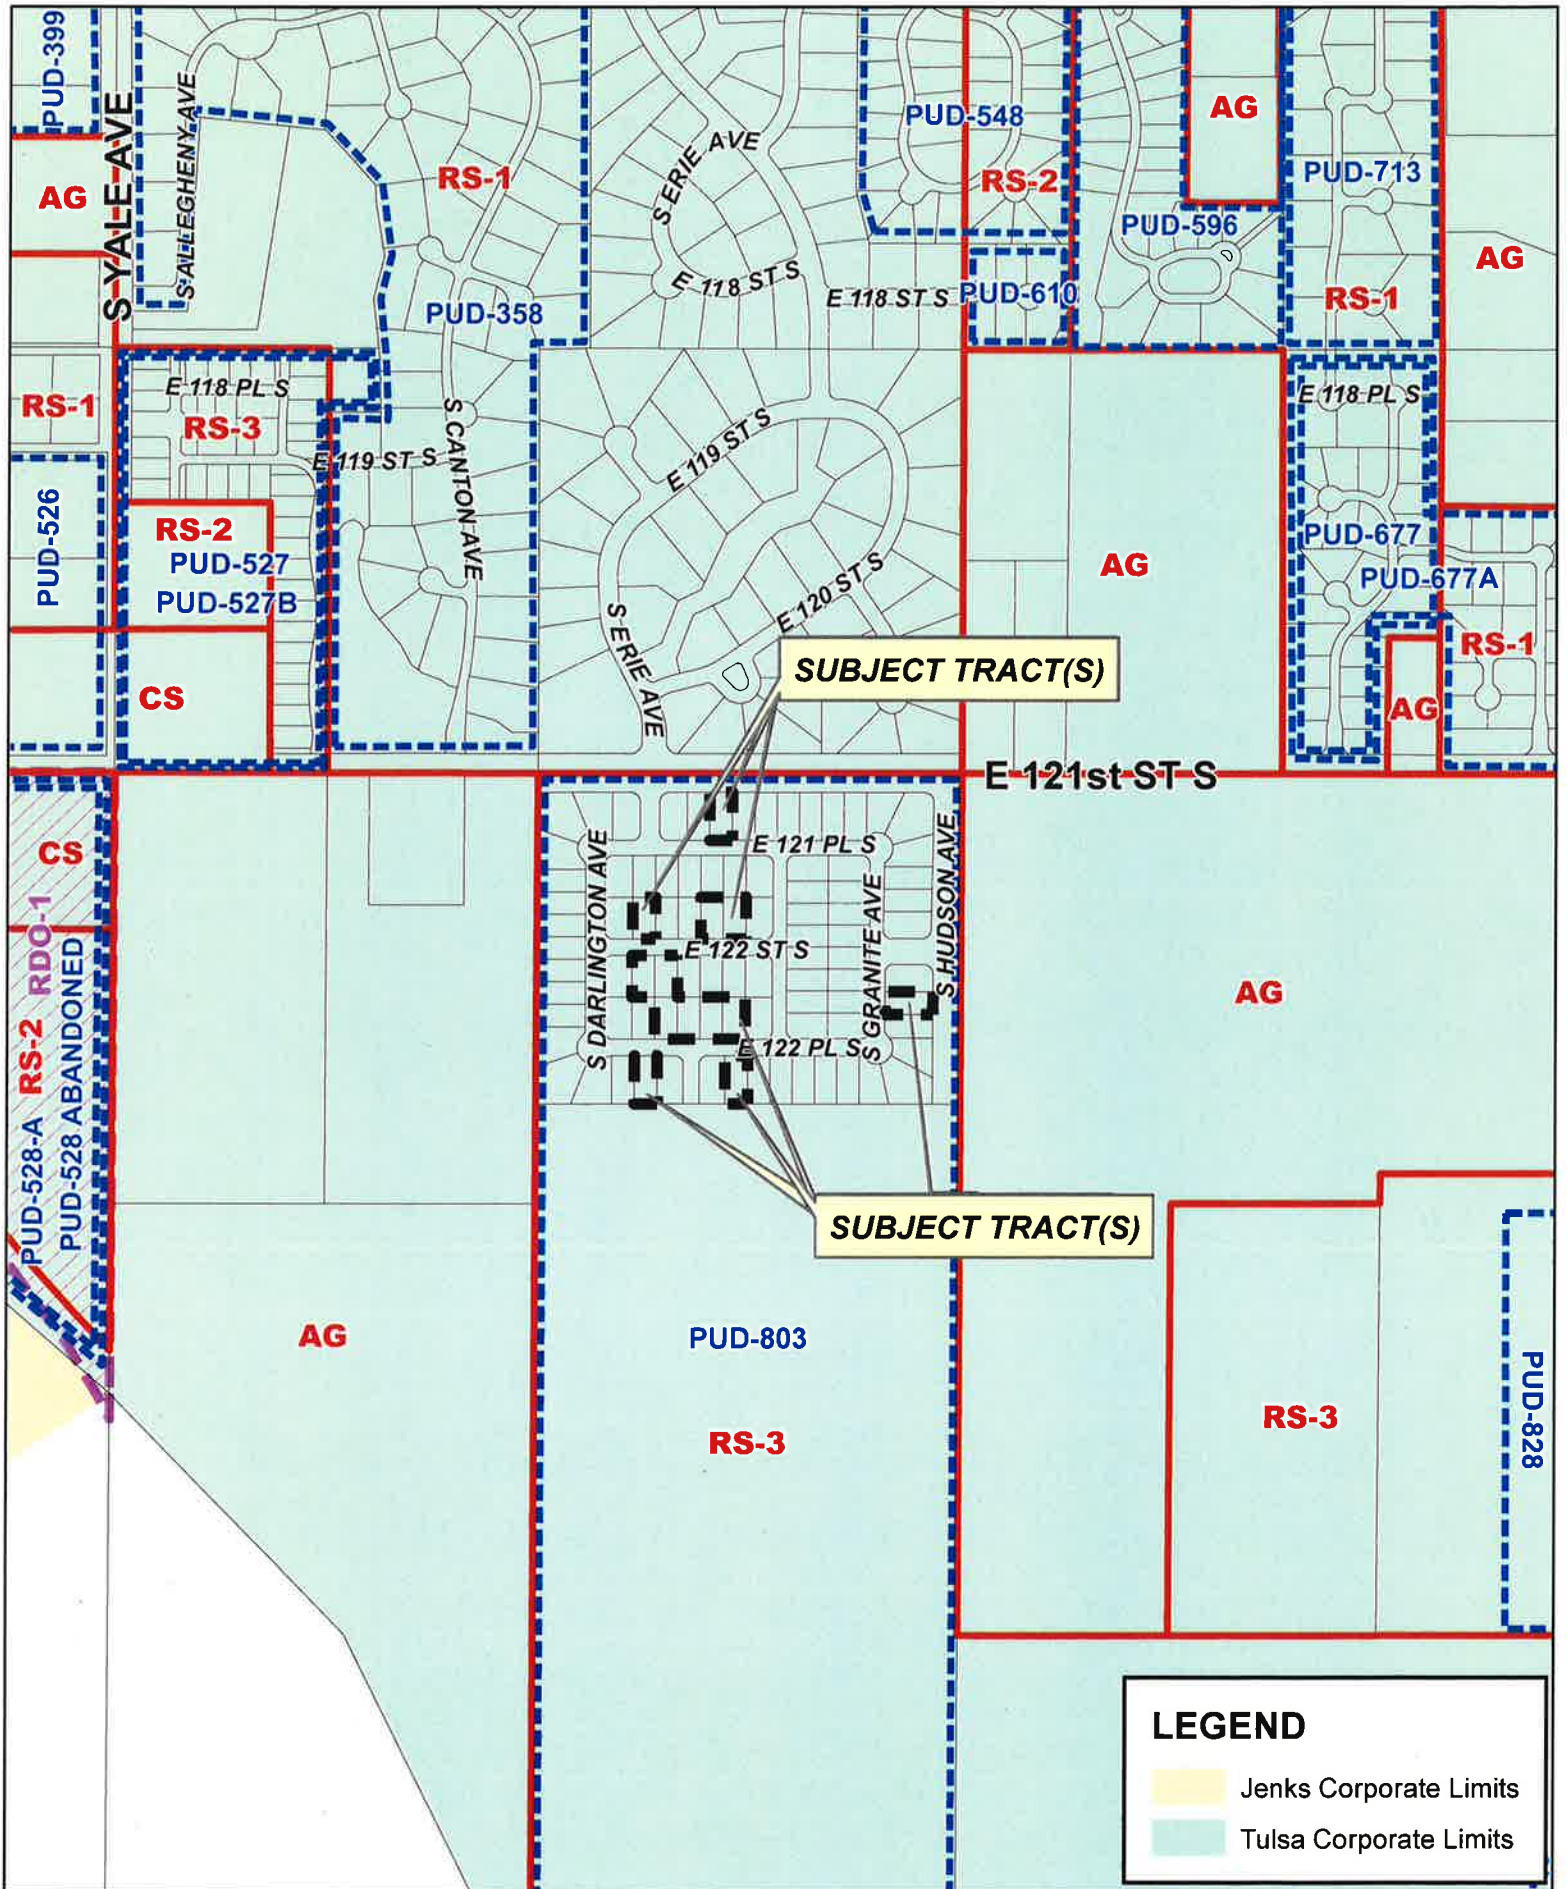 PUD-399
S YALE AVE
S ALLEGHENY AVE
AG
RS-1
S ERIE AVE
PUD-548
RS-2
AG
PUD-713
PUD-596
AG
E 118 ST S
E 118 ST S
PUD-610
RS-1
PUD-358
RS-1
E 118 PL S
RS-3
E 119 ST S
S CANTON AVE
E 119 ST S
E 118 PL S
PUD-526
RS-2
PUD-527
PUD-527B
AG
PUD-677
PUD-677A
E 120 ST S
S ERIE AVE
RS-1
CS
AG
SUBJECT TRACT(S)
E 121st ST S
CS
RDO-1
RS-2
PUD-528-A
PUD-528 ABANDONED
S DARLINGTON AVE
E 121 PL S
S GRANITE AVE
S HUDSON AVE
E 122 ST S
E 122 PL S
AG
SUBJECT TRACT(S)
AG
PUD-803
RS-3
RS-3
PUD-828
LEGEND
Jenks Corporate Limits
Tulsa Corporate Limits